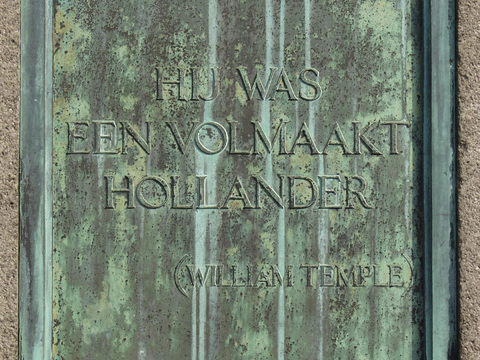 HIJ WAS
EEN VOLMAAKT
HOLLANDER
(WILLIAM TEMPLE)